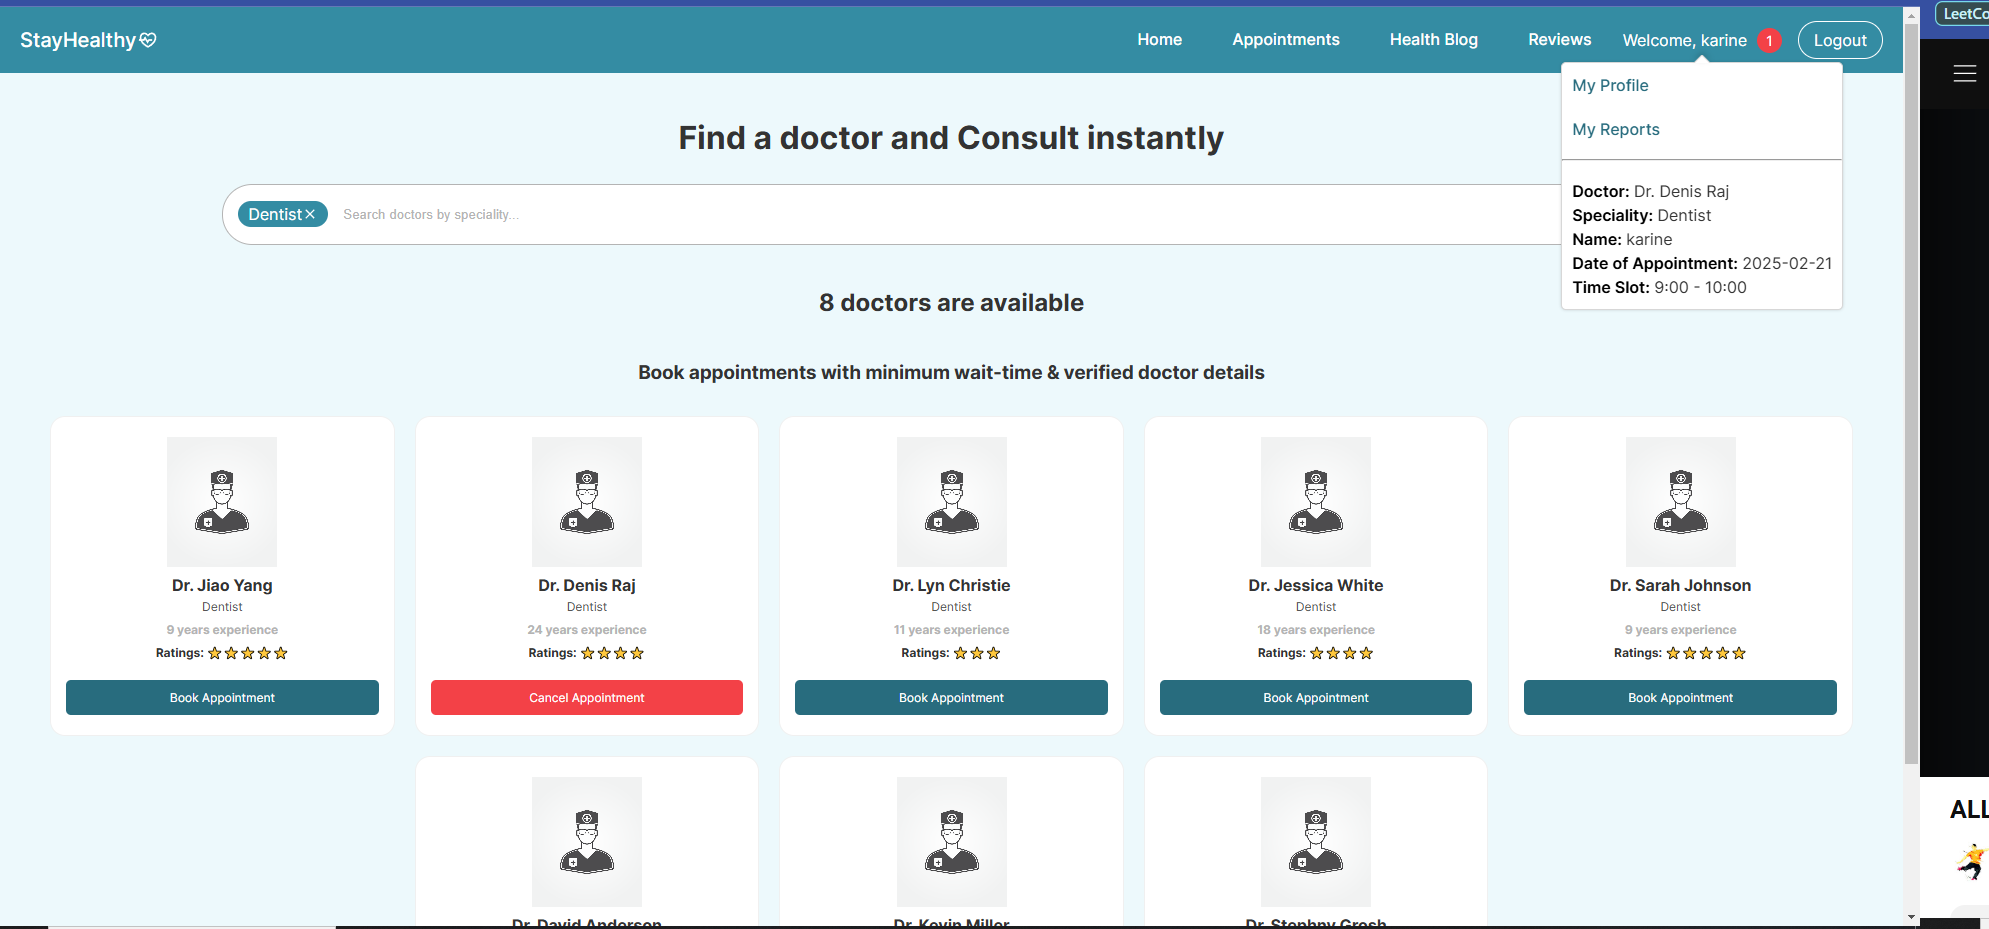 StayHealthy
Home Appointments Health Blog Reviews Welcome, karine 1 Logout
LeetCo
My Profile
My Reports
Doctor: Dr. Denis Raj
Speciality: Dentist
Name: karine
Date of Appointment: 2025-02-21
Time Slot: 9:00 - 10:00
Find a doctor and Consult instantly
Dentist Search doctors by speciality...
8 doctors are available
Book appointments with minimum wait-time & verified doctor details
Dr. Jiao Yang
Dentist
9 years experience
Ratings:
Book Appointment
Dr. Denis Raj
Dentist
24 years experience
Ratings:
Cancel Appointment
Dr. Lyn Christie
Dentist
11 years experience
Ratings:
Book Appointment
Dr. Jessica White
Dentist
18 years experience
Ratings:
Book Appointment
Dr. Sarah Johnson
Dentist
9 years experience
Ratings:
Book Appointment
Dr. David Anderson
Dr. Kevin Miller
Dr. Stephny Grosh
ALL